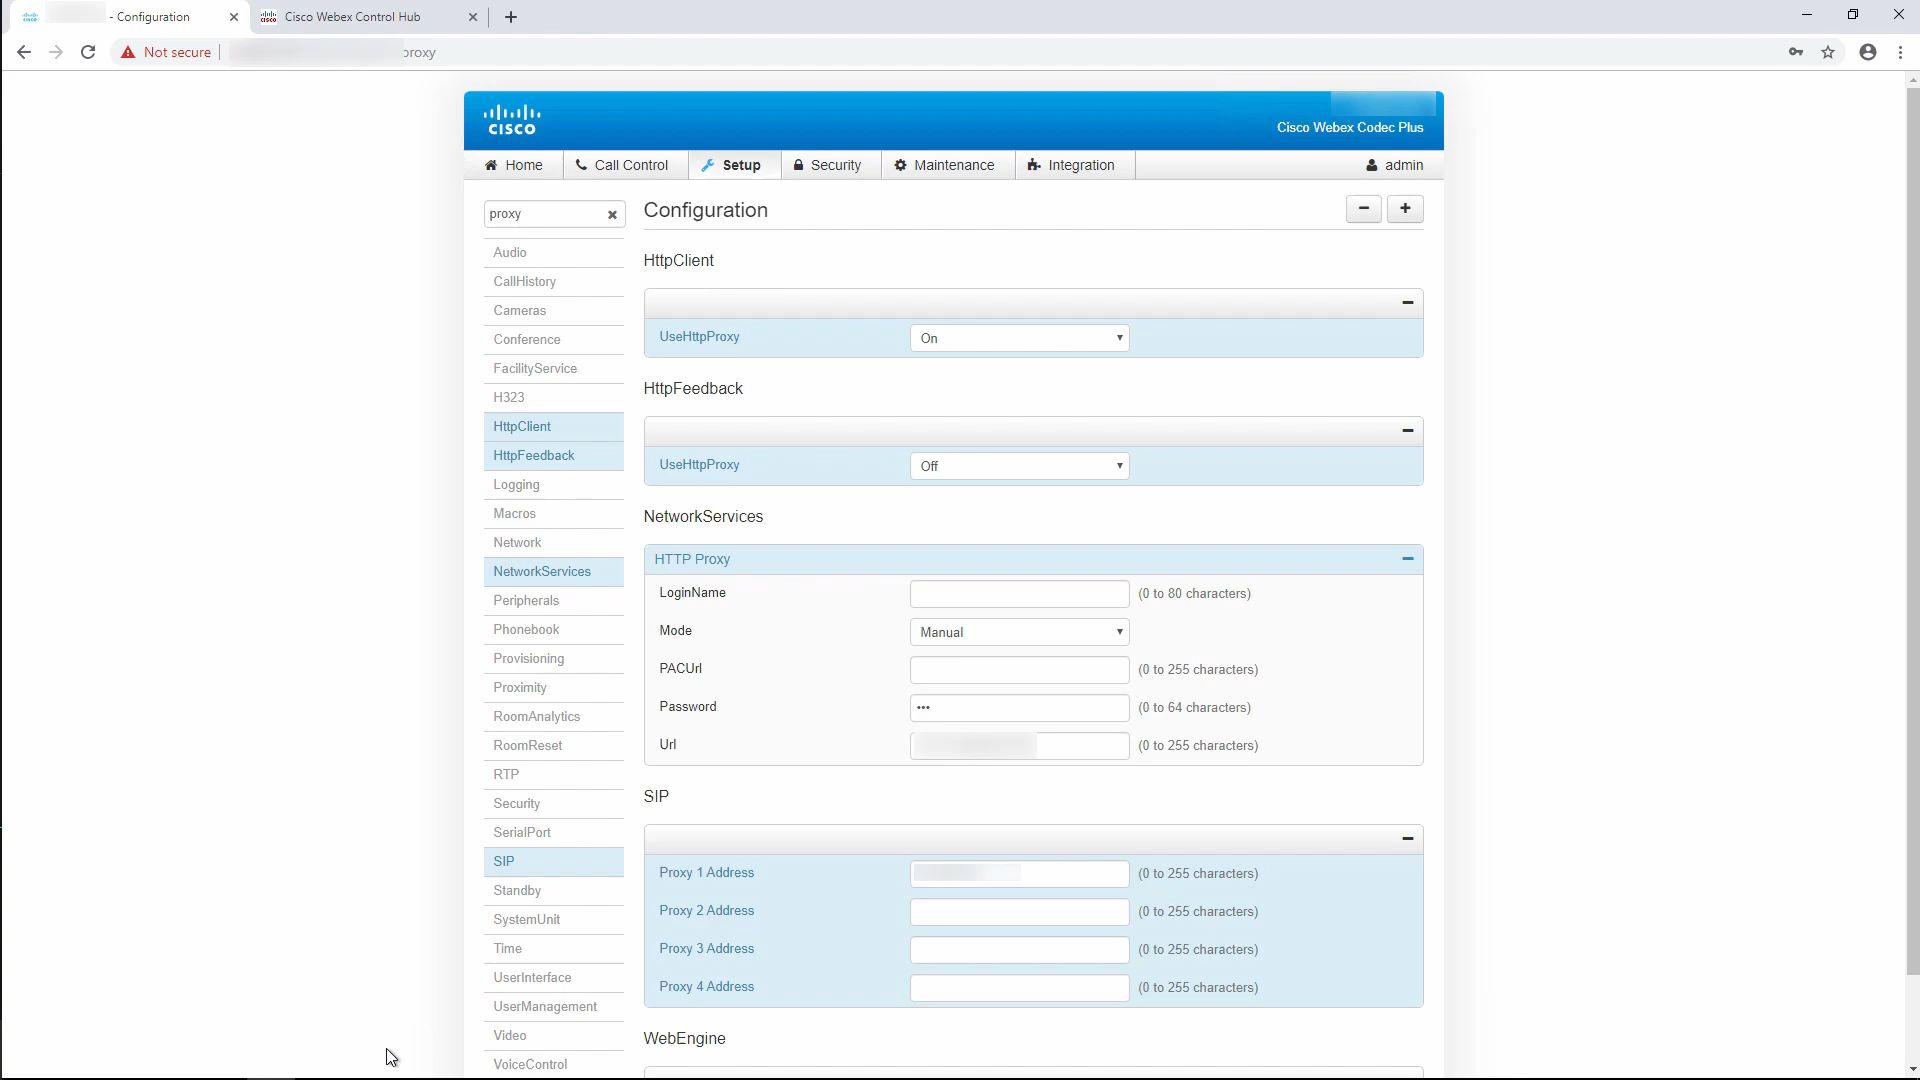 - Configuration
Cisco Webex Control Hub
Not secure
proxy
CISCO
Cisco Webex Codec Plus
Home
Call Control
Setup
Security
Maintenance
Integration
admin
proxy
Audio
CallHistory
Cameras
Conference
FacilityService
H323
HttpClient
HttpFeedback
Logging
Macros
Network
NetworkServices
Peripherals
Phonebook
Provisioning
Proximity
RoomAnalytics
RoomReset
RTP
Security
SerialPort
SIP
Standby
SystemUnit
Time
UserInterface
UserManagement
Video
VoiceControl
Configuration
HttpClient
UseHttpProxy On
HttpFeedback
UseHttpProxy Off
NetworkServices
HTTP Proxy
LoginName (0 to 80 characters)
Mode Manual
PACUrl (0 to 255 characters)
Password ••• (0 to 64 characters)
Url (0 to 255 characters)
SIP
Proxy 1 Address (0 to 255 characters)
Proxy 2 Address (0 to 255 characters)
Proxy 3 Address (0 to 255 characters)
Proxy 4 Address (0 to 255 characters)
WebEngine